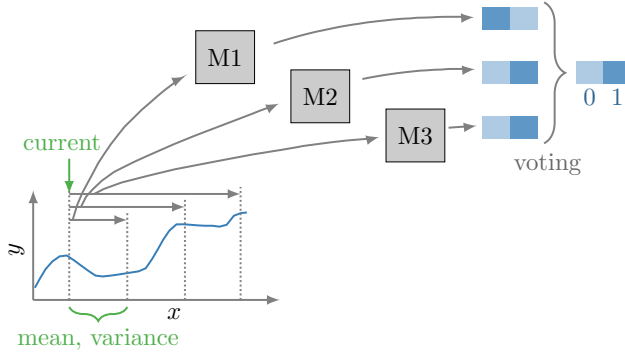 M1
M2
M3
0 1
voting
current
y
x
mean, variance